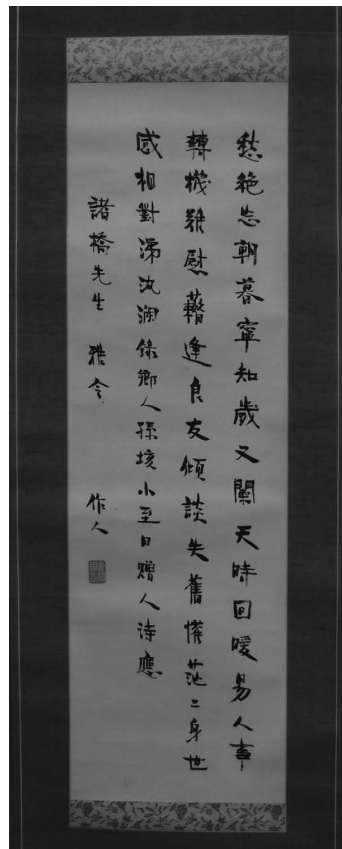 愁絕忘朝暮寧知歲又闌天時回暖易人事
轉機難慰藉逢良友傾談失舊懽茫々身世
感相對涕汍瀾錄鄉人孫垓小至日贈人詩應
諸橋先生 雅令 作人